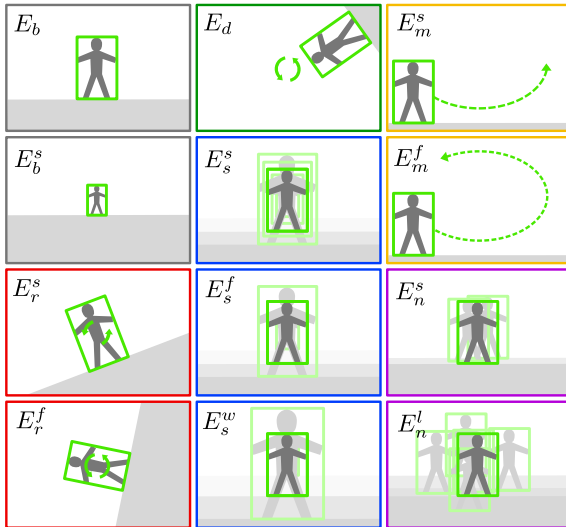 E_b E_d E_m^s
E_b^s E_s^s E_m^f
E_r^s E_s^f E_n^s
E_r^f E_s^w E_n^l